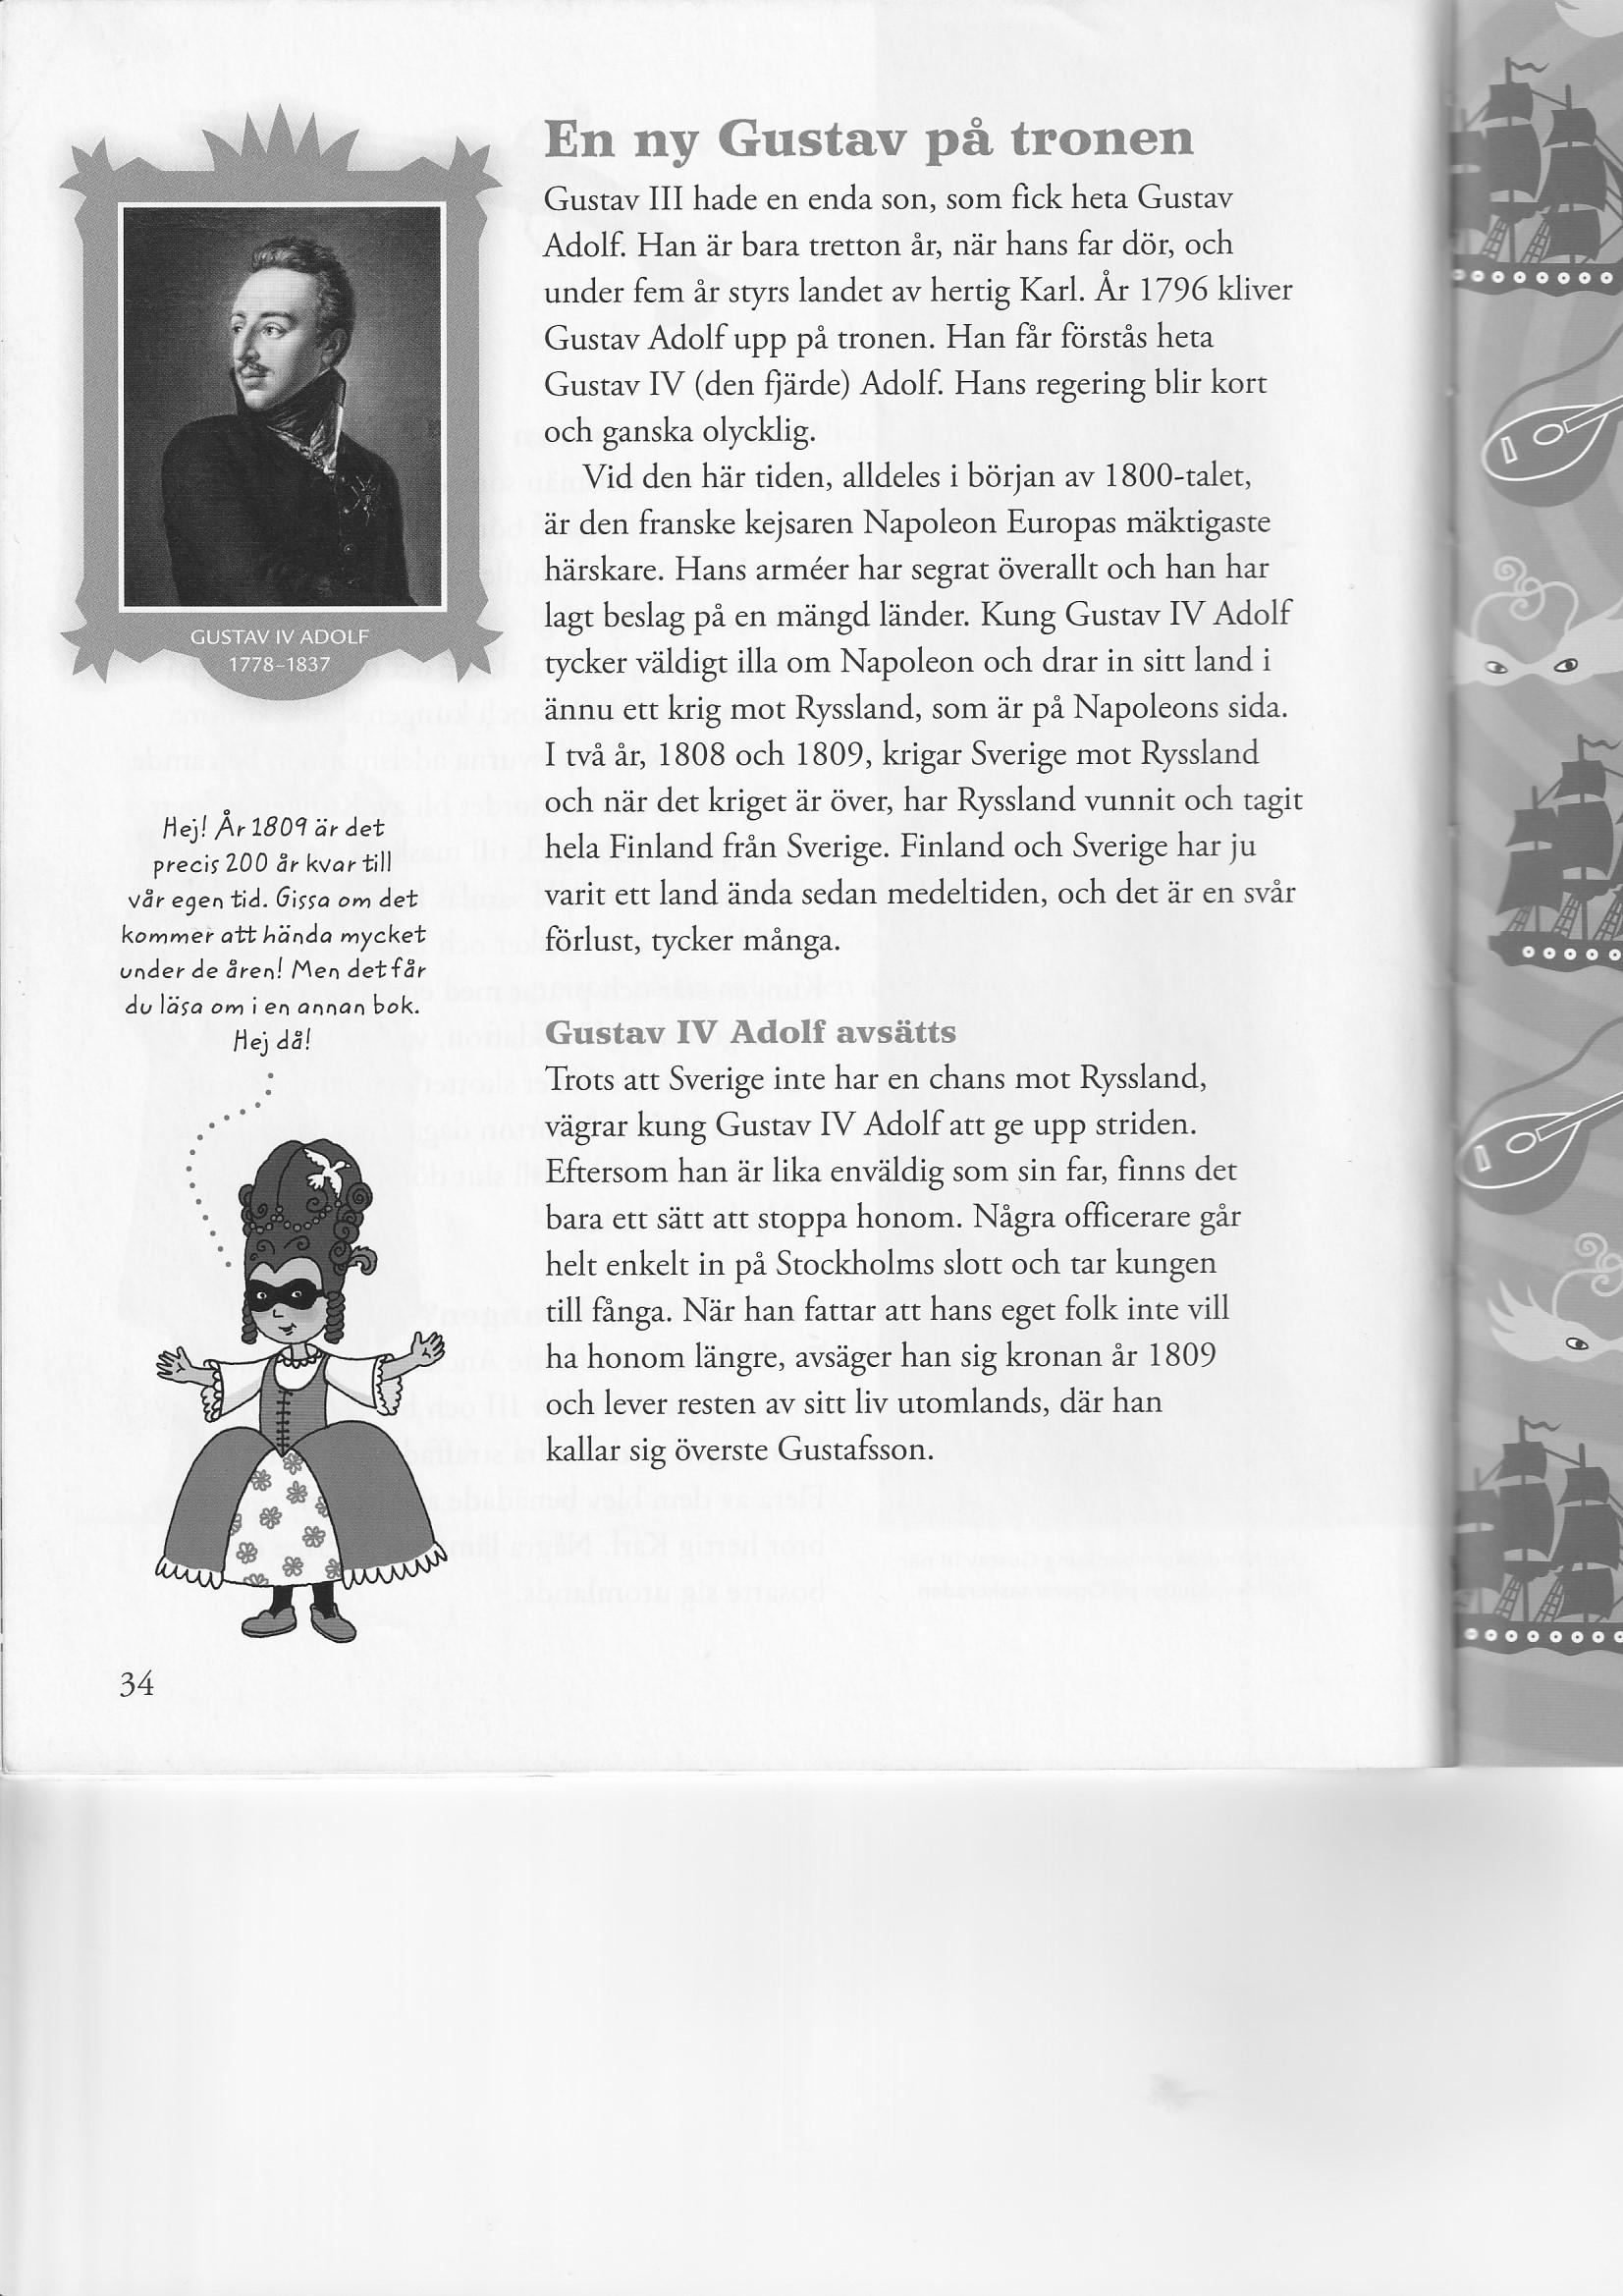 En ny Gustav på tronen
Gustav III hade en enda son, som fick heta Gustav
Adolf. Han är bara tretton år, när hans far dör, och
under fem år styrs landet av hertig Karl. År 1796 kliver
Gustav Adolf upp på tronen. Han får förstås heta
Gustav IV (den fjärde) Adolf. Hans regering blir kort
och ganska olycklig.
Vid den här tiden, alldeles i början av 1800-talet,
är den franske kejsaren Napoleon Europas mäktigaste
härskare. Hans arméer har segrat överallt och han har
lagt beslag på en mängd länder. Kung Gustav IV Adolf
tycker väldigt illa om Napoleon och drar in sitt land i
ännu ett krig mot Ryssland, som är på Napoleons sida.
I två år, 1808 och 1809, krigar Sverige mot Ryssland
och när det kriget är över, har Ryssland vunnit och tagit
hela Finland från Sverige. Finland och Sverige har ju
varit ett land ända sedan medeltiden, och det är en svår
förlust, tycker många.
Gustav IV Adolf avsätts
Trots att Sverige inte har en chans mot Ryssland,
vägrar kung Gustav IV Adolf att ge upp striden.
Eftersom han är lika enväldig som sin far, finns det
bara ett sätt att stoppa honom. Några officerare går
helt enkelt in på Stockholms slott och tar kungen
till fånga. När han fattar att hans eget folk inte vill
ha honom längre, avsäger han sig kronan år 1809
och lever resten av sitt liv utomlands, där han
kallar sig överste Gustafsson.
GUSTAV IV ADOLF
1778–1837
Hej! År 1809 är det
precis 200 år kvar till
vår egen tid. Gissa om det
kommer att hända mycket
under de åren! Men det får
du läsa om i en annan bok.
Hej då!
34